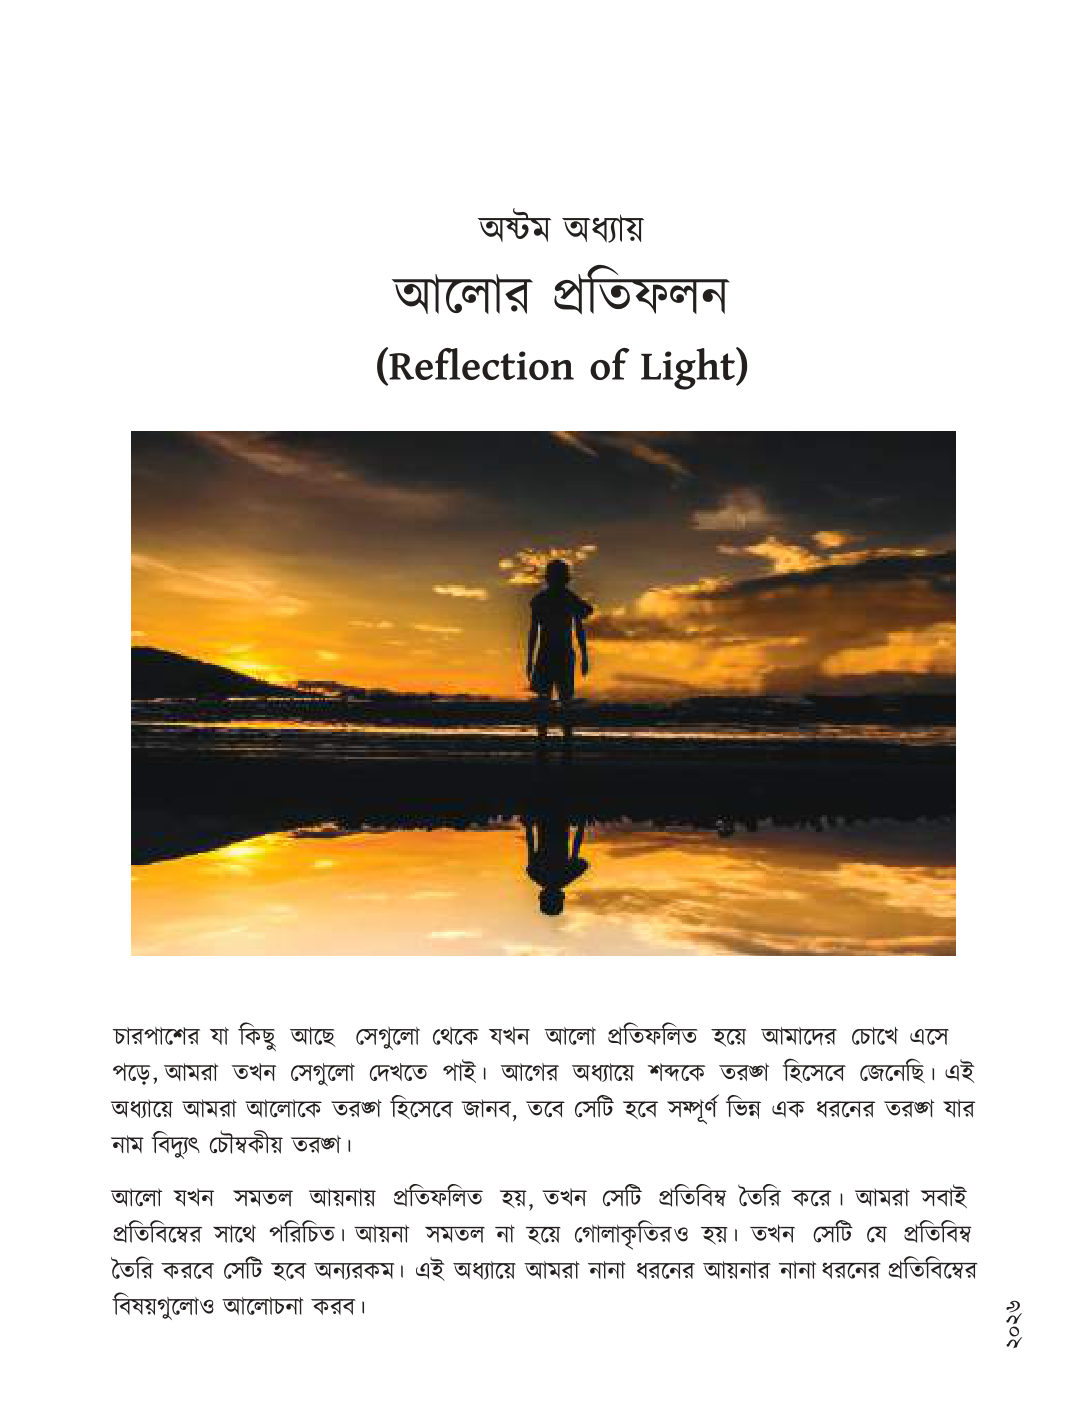 অষ্টম অধ্যায়
আলোর প্রতিফলন
(Reflection of Light)
চারপাশের যা কিছু আছে সেগুলো থেকে যখন আলো প্রতিফলিত হয়ে আমাদের চোখে এসে
পড়ে, আমরা তখন সেগুলো দেখতে পাই। আগের অধ্যায়ে শব্দকে তরঙ্গ হিসেবে জেনেছি। এই
অধ্যায়ে আমরা আলোকে তরঙ্গ হিসেবে জানব, তবে সেটি হবে সম্পূর্ণ ভিন্ন এক ধরনের তরঙ্গ যার
নাম বিদ্যুৎ চৌম্বকীয় তরঙ্গ।
আলো যখন সমতল আয়নায় প্রতিফলিত হয়, তখন সেটি প্রতিবিম্ব তৈরি করে। আমরা সবাই
প্রতিবিম্বের সাথে পরিচিত। আয়না সমতল না হয়ে গোলাকৃতিরও হয়। তখন সেটি যে প্রতিবিম্ব
তৈরি করবে সেটি হবে অন্যরকম। এই অধ্যায়ে আমরা নানা ধরনের আয়নার নানা ধরনের প্রতিবিম্বের
বিষয়গুলোও আলোচনা করব।
২০২৬